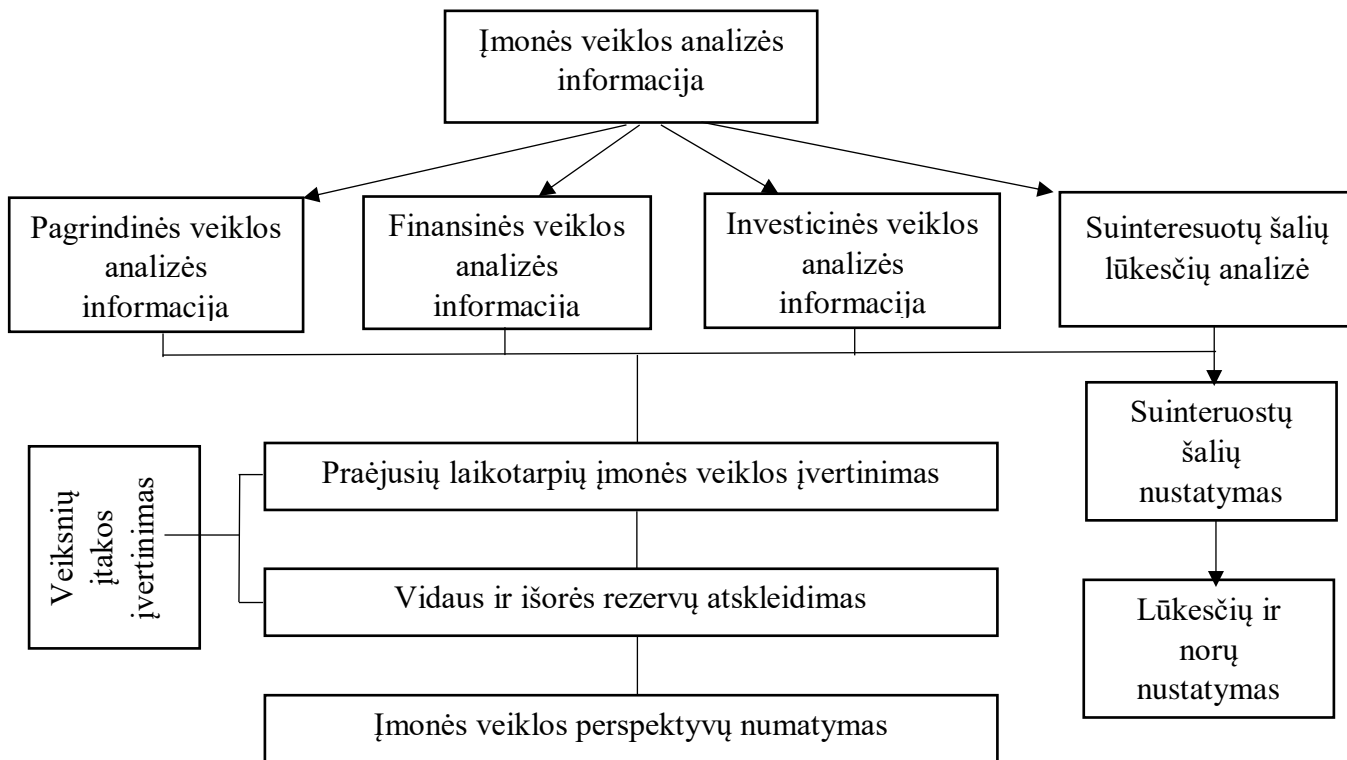 Įmonės veiklos analizės
informacija
Pagrindinės veiklos
analizės
informacija
Finansinės veiklos
analizės
informacija
Investicinės veiklos
analizės
informacija
Suinteresuotų šalių
lūkesčių analizė
Suinteruostų
šalių
nustatymas
Lūkesčių ir
norų
nustatymas
Veiksnių
įtakos
įvertinimas
Praėjusių laikotarpių įmonės veiklos įvertinimas
Vidaus ir išorės rezervų atskleidimas
Įmonės veiklos perspektyvų numatymas